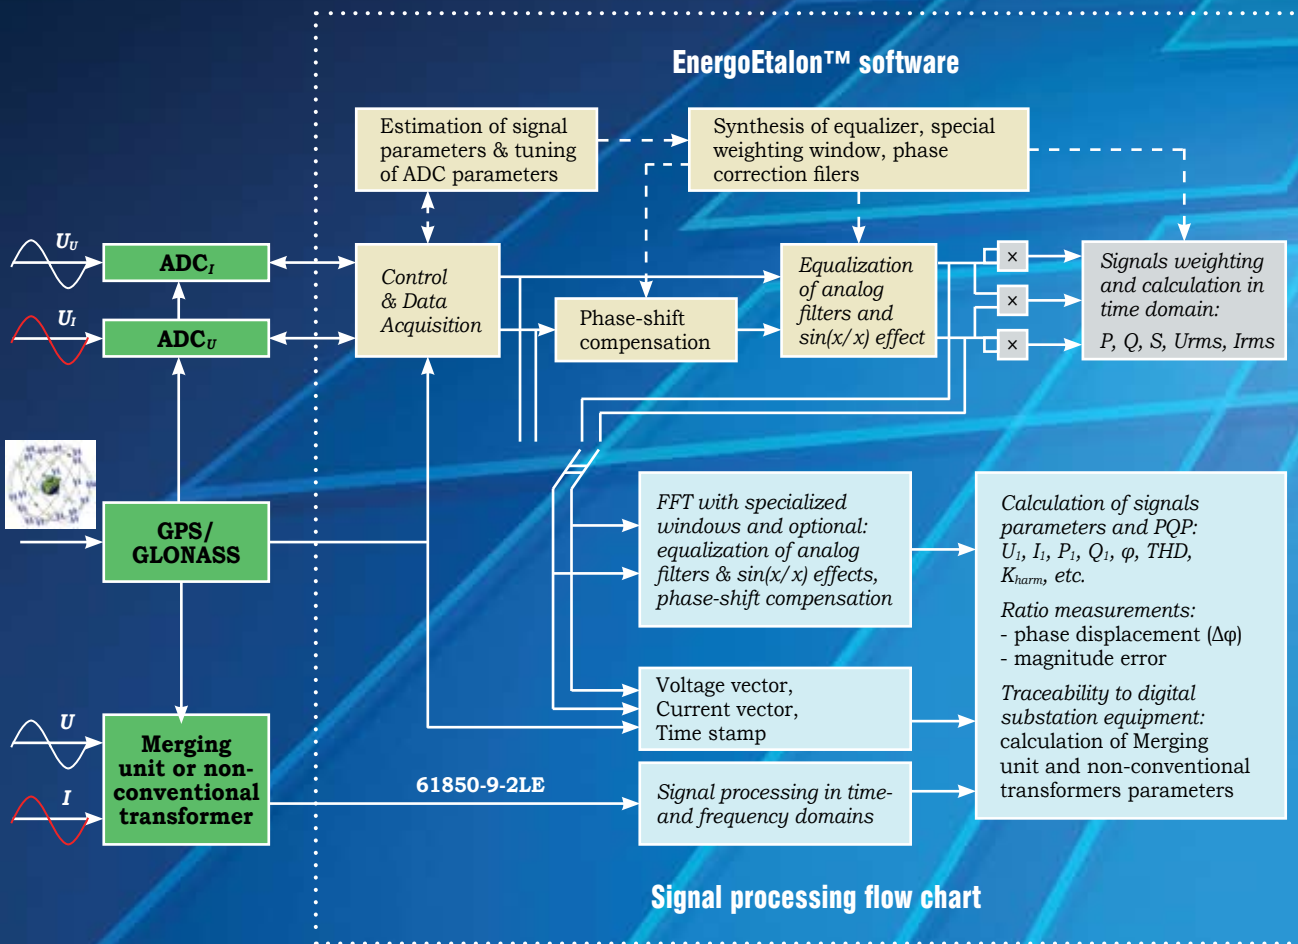 EnergoEtalon™ software
Estimation of signal
parameters & tuning
of ADC parameters
Synthesis of equalizer, special
weighting window, phase
correction filers
U_U
ADC_I
U_I
ADC_U
Control
& Data
Acquisition
Phase-shift
compensation
Equalization
of analog
filters and
sin(x/x) effect
×
×
×
Signals weighting
and calculation in
time domain:
P, Q, S, Urms, Irms
GPS/
GLONASS
FFT with specialized
windows and optional:
equalization of analog
filters & sin(x/x) effects,
phase-shift compensation
Calculation of signals
parameters and PQP:
U₁, I₁, P₁, Q₁, φ, THD,
K_harm, etc.
Ratio measurements:
- phase displacement (Δφ)
- magnitude error
Traceability to digital
substation equipment:
calculation of Merging
unit and non-conventional
transformers parameters
Voltage vector,
Current vector,
Time stamp
U
I
Merging
unit or non-
conventional
transformer
61850-9-2LE
Signal processing in time-
and frequency domains
Signal processing flow chart